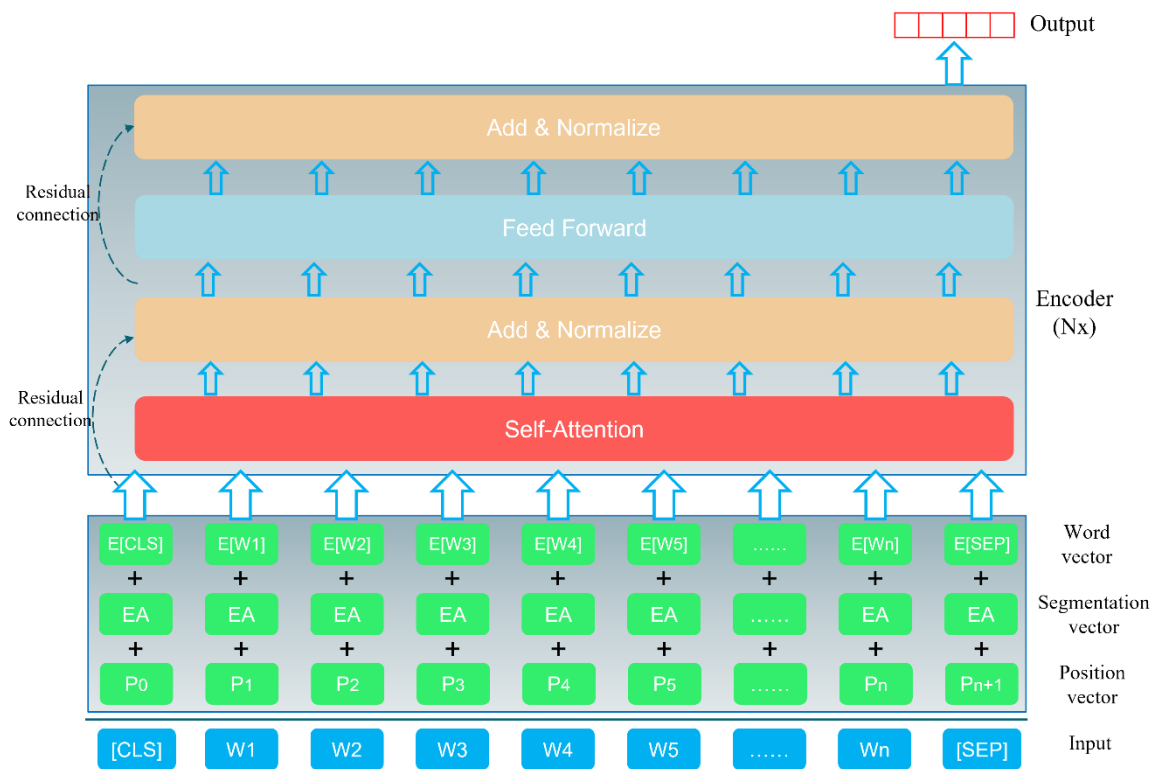 Output
Add & Normalize
Residual
connection
Feed Forward
Encoder
(Nx)
Add & Normalize
Residual
connection
Self-Attention
E[CLS] E[W1] E[W2] E[W3] E[W4] E[W5] ...... E[Wn] E[SEP]
Word
vector
+ + + + + + + + +
EA EA EA EA EA EA ...... EA EA
Segmentation
vector
+ + + + + + + + +
P0 P1 P2 P3 P4 P5 ...... Pn Pn+1
Position
vector
[CLS] W1 W2 W3 W4 W5 ...... Wn [SEP]
Input